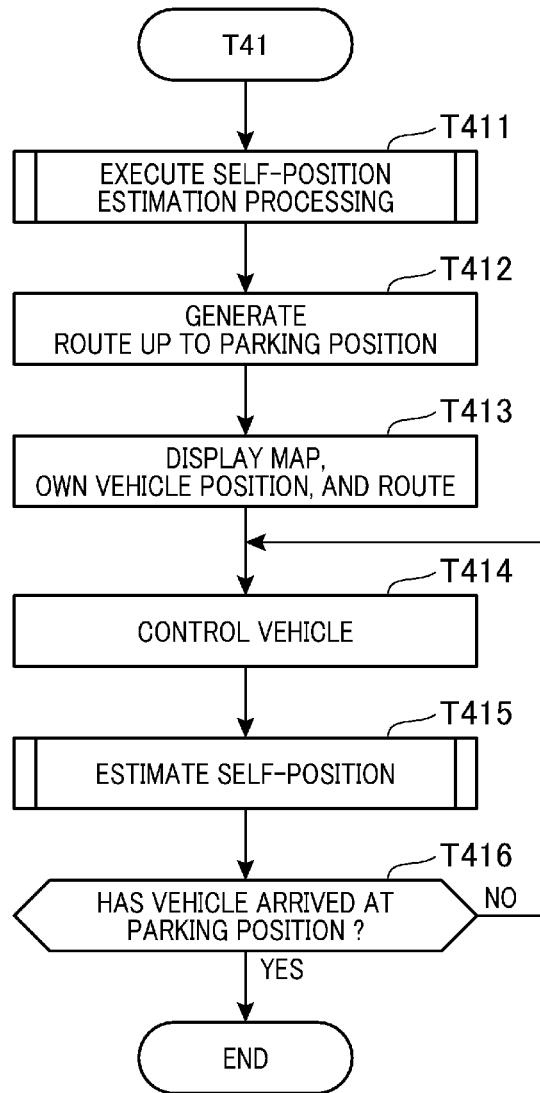 T41
T411
EXECUTE SELF-POSITION
ESTIMATION PROCESSING
T412
GENERATE
ROUTE UP TO PARKING POSITION
T413
DISPLAY MAP,
OWN VEHICLE POSITION, AND ROUTE
T414
CONTROL VEHICLE
T415
ESTIMATE SELF-POSITION
T416
HAS VEHICLE ARRIVED AT
PARKING POSITION ?
NO
YES
END